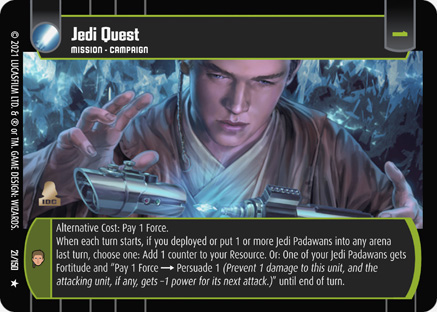 Jedi Quest
MISSION • CAMPAIGN
1
Alternative Cost: Pay 1 Force.
When each turn starts, if you deployed or put 1 or more Jedi Padawans into any arena
last turn, choose one: Add 1 counter to your Resource. Or: One of your Jedi Padawans gets
Fortitude and "Pay 1 Force → Persuade 1 (Prevent 1 damage to this unit, and the
attacking unit, if any, gets -1 power for its next attack.)" until end of turn.
© 2021 LUCASFILM LTD. & ® or TM. GAME DESIGN: WIZARDS.
21/150 ★